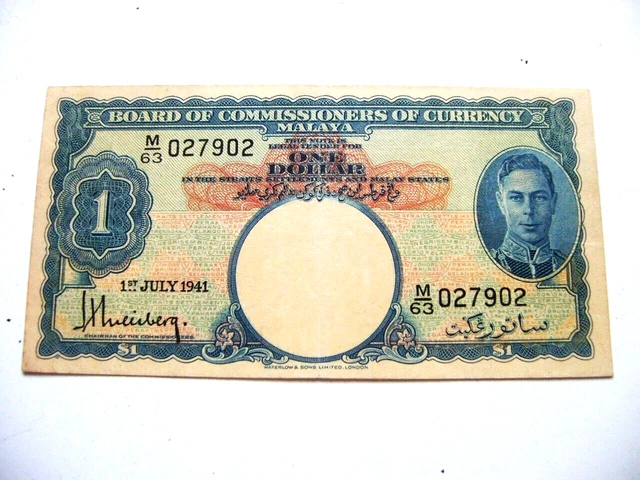 BOARD OF COMMISSIONERS OF CURRENCY
MALAYA
M/63 027902
THIS NOTE IS
LEGAL TENDER FOR
ONE
DOLLAR
IN THE STRAITS SETTLEMENTS AND MALAY STATES
1
1ST JULY 1941
M/63 027902
ساتو رڠݢيت
CHAIRMAN OF THE COMMISSIONERS
$1
$1
WATERLOW & SONS LIMITED, LONDON